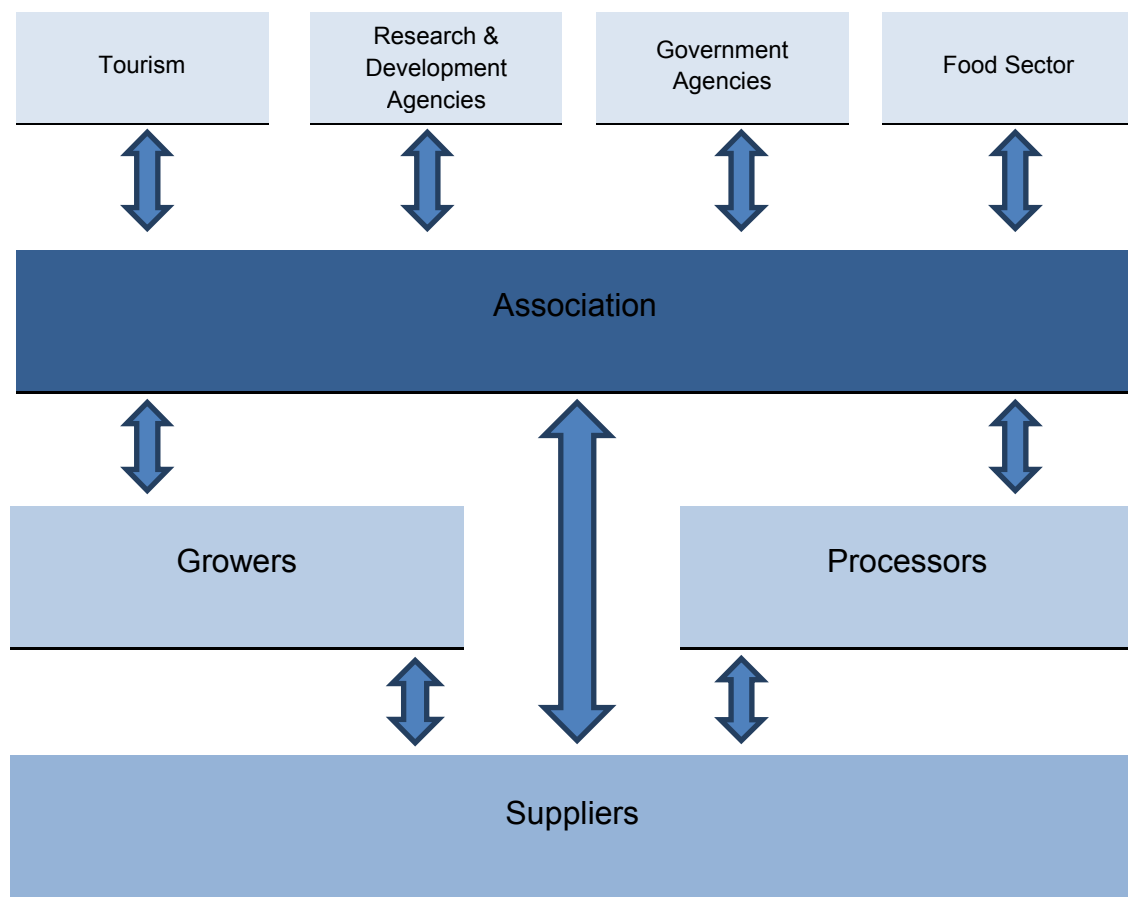 Tourism
Research &
Development
Agencies
Government
Agencies
Food Sector
Association
Growers
Processors
Suppliers